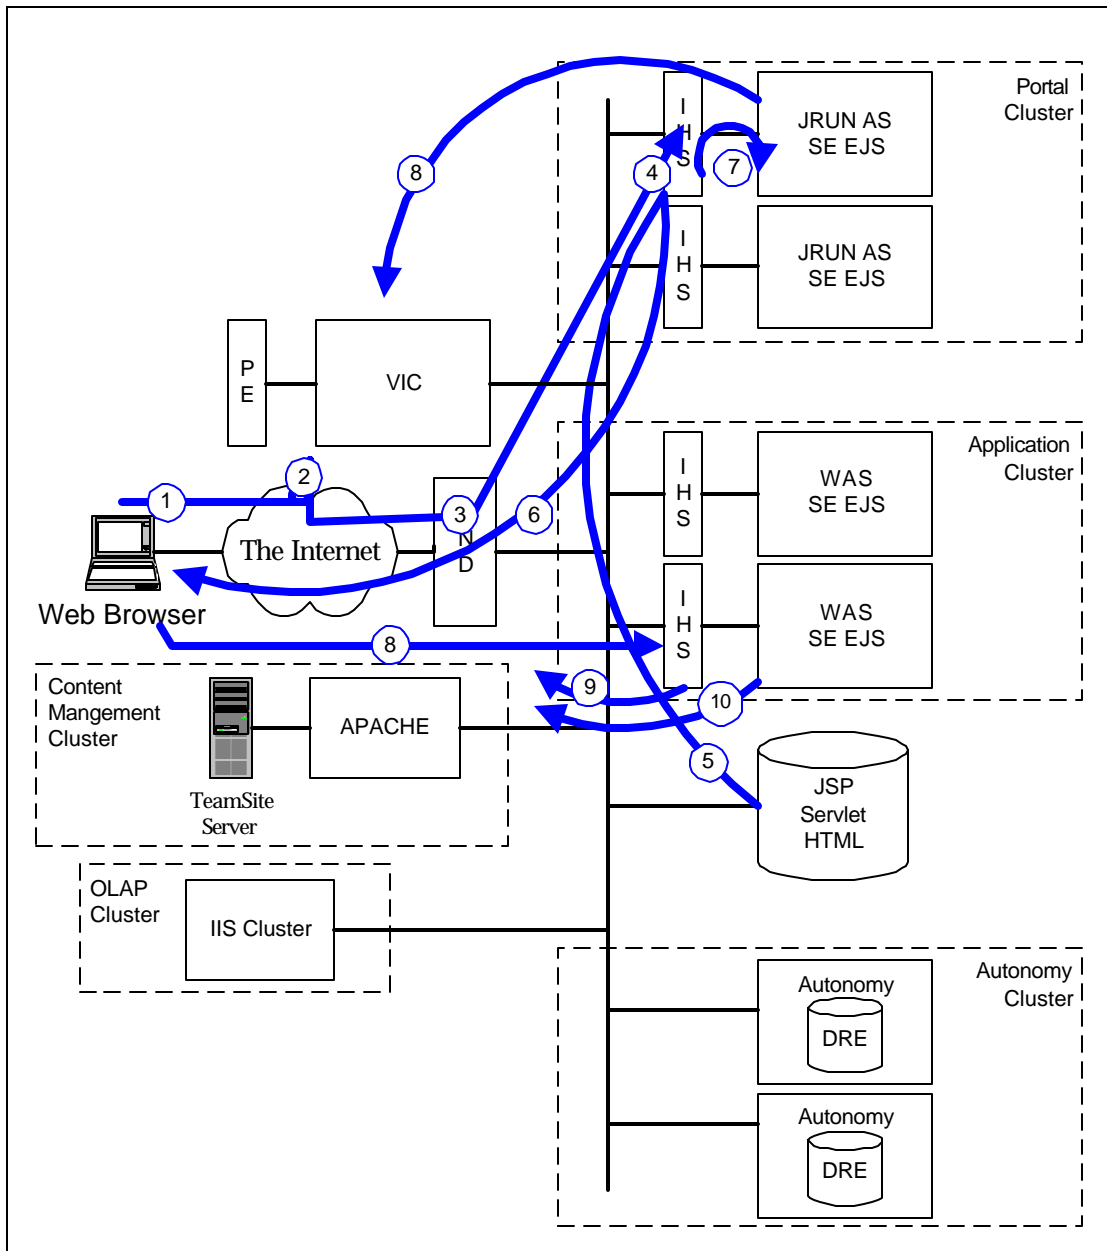 Portal
Cluster
I
H
S
JRUN AS
SE EJS
4
7
8
I
H
S
JRUN AS
SE EJS
P
E
VIC
Application
Cluster
I
H
S
WAS
SE EJS
1
2
3
6
N
D
The Internet
Web Browser
I
H
S
WAS
SE EJS
8
9
10
Content
Mangement
Cluster
APACHE
TeamSite
Server
5
JSP
Servlet
HTML
OLAP
Cluster
IIS Cluster
Autonomy
Cluster
Autonomy
DRE
Autonomy
DRE